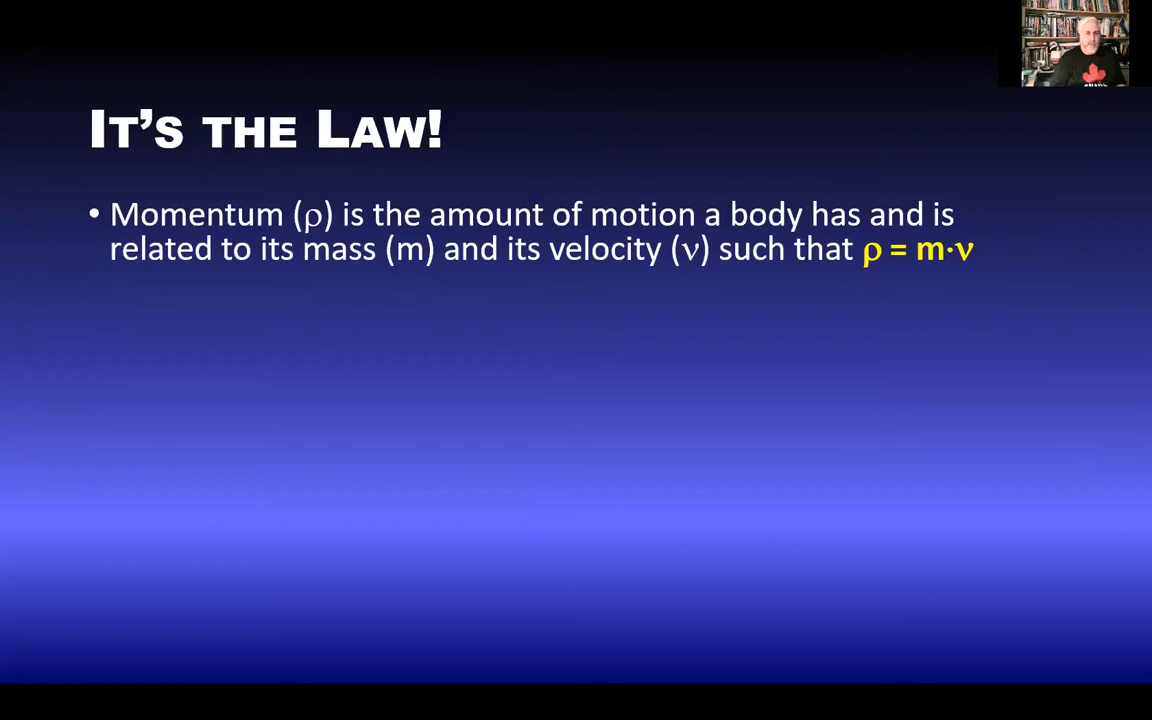 IT’S THE LAW!
• Momentum (ρ) is the amount of motion a body has and is
related to its mass (m) and its velocity (ν) such that ρ = m·ν